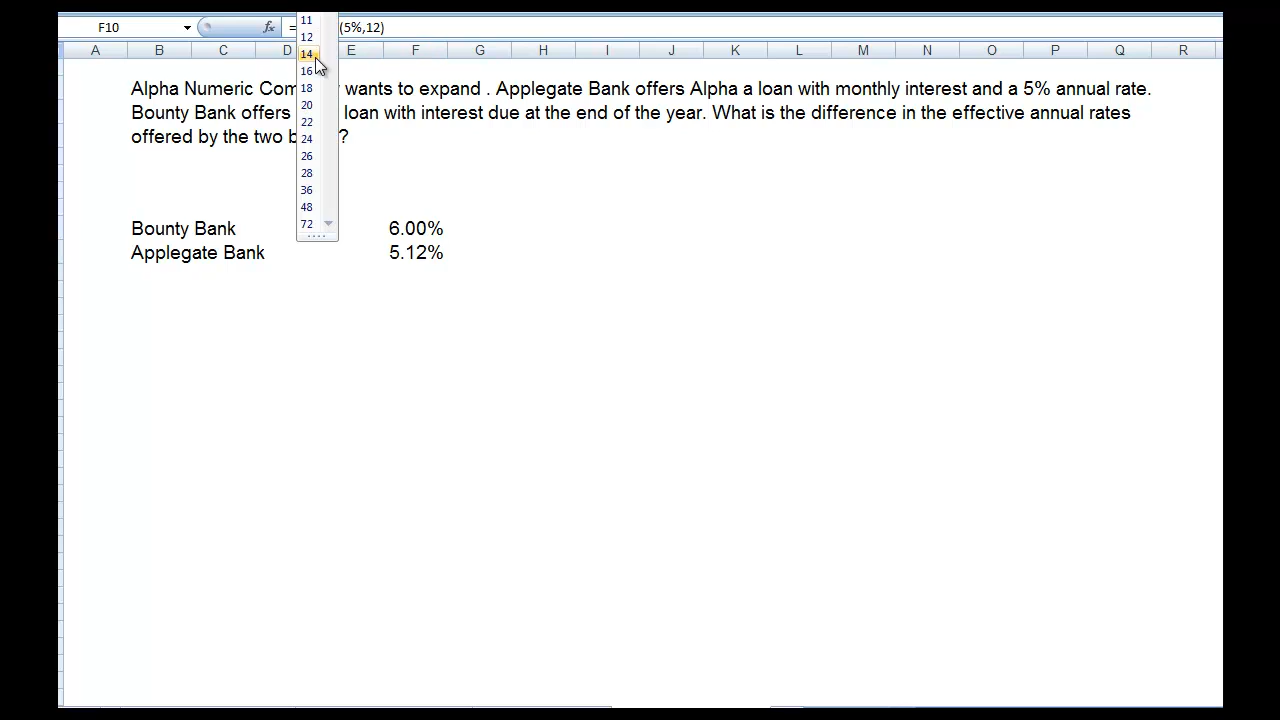 F10 = (5%,12)
A B C D E F G H I J K L M N O P Q R
11
12
14
16
18
20
22
24
26
28
36
48
72
Alpha Numeric Com wants to expand . Applegate Bank offers Alpha a loan with monthly interest and a 5% annual rate.
Bounty Bank offers loan with interest due at the end of the year. What is the difference in the effective annual rates
offered by the two b ?
Bounty Bank 6.00%
Applegate Bank 5.12%